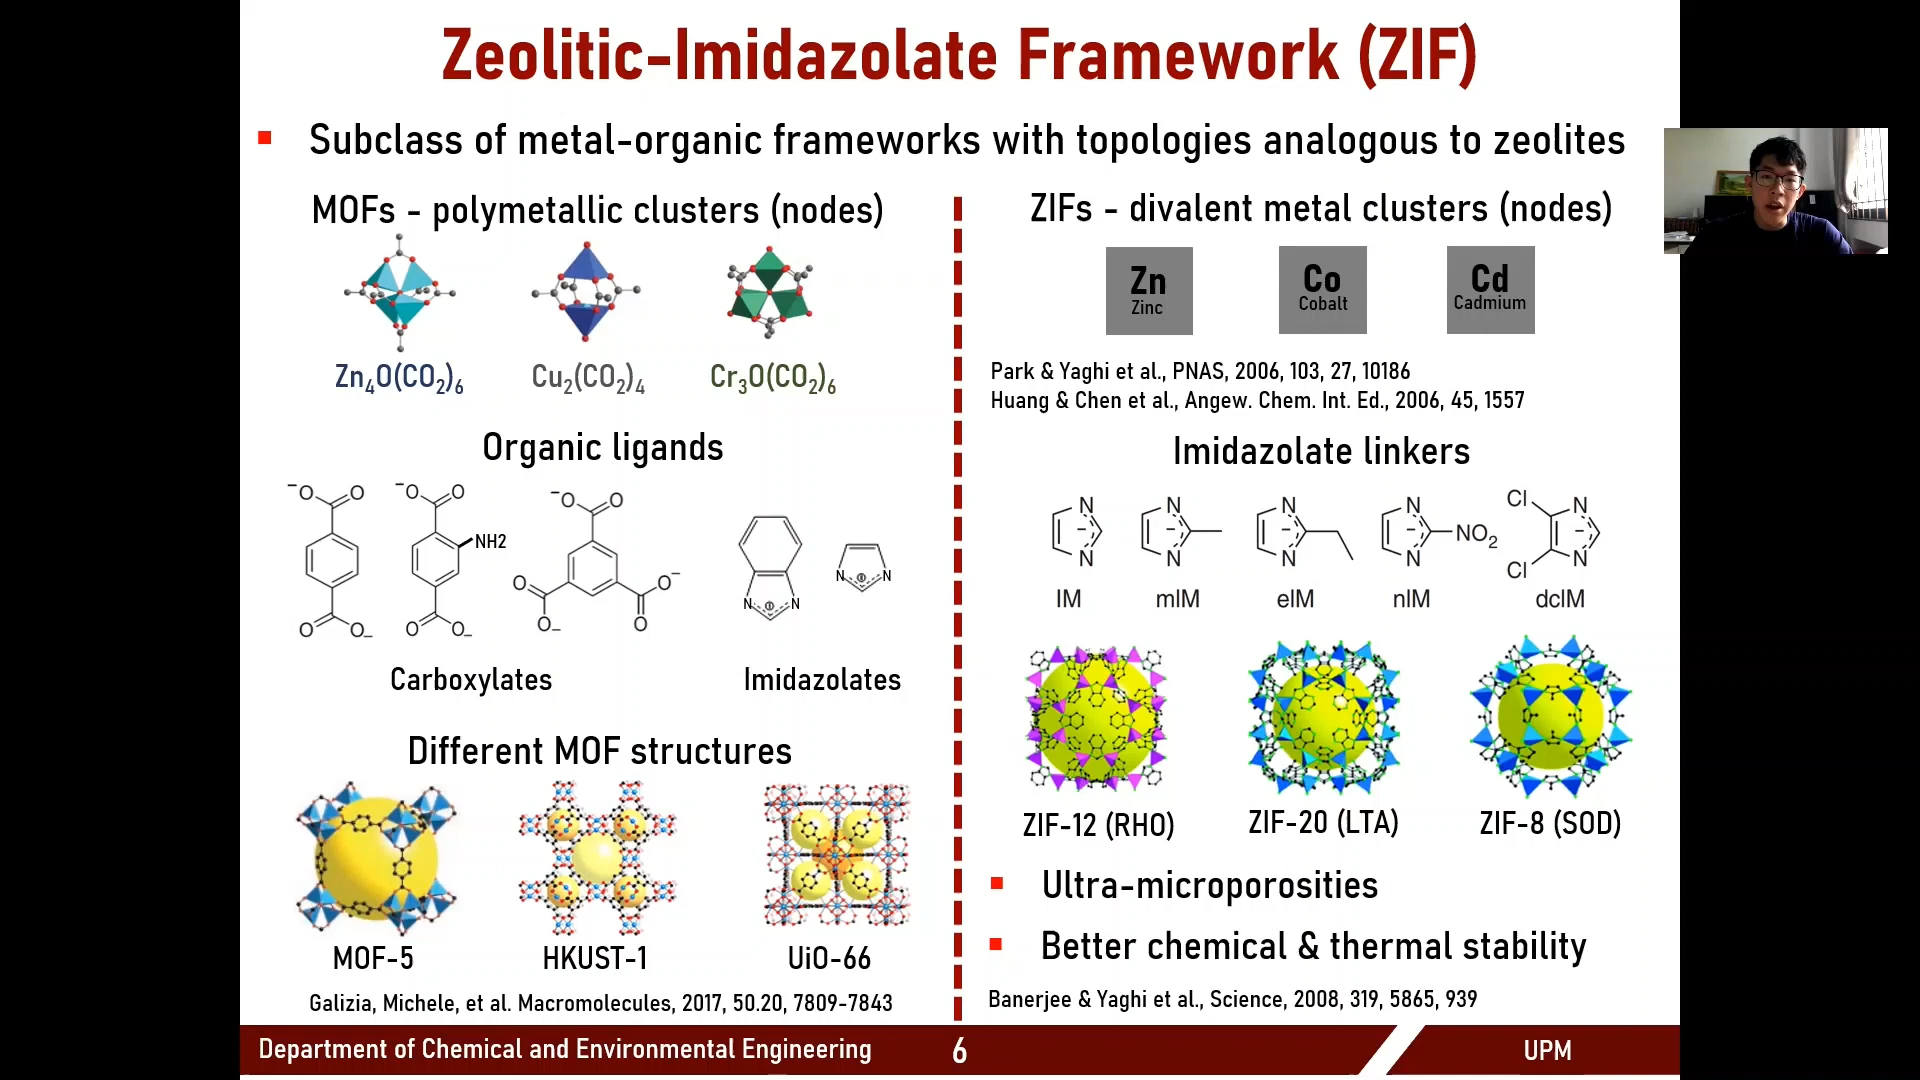 Zeolitic-Imidazolate Framework (ZIF)
Subclass of metal-organic frameworks with topologies analogous to zeolites
MOFs - polymetallic clusters (nodes)
Zn4O(CO2)6 Cu2(CO2)4 Cr3O(CO2)6
Organic ligands
−O O −O O −O O
NH2
O O− O O− O O− O− O N N N N
Carboxylates Imidazolates
Different MOF structures
MOF-5 HKUST-1 UiO-66
Galizia, Michele, et al. Macromolecules, 2017, 50.20, 7809-7843
ZIFs - divalent metal clusters (nodes)
Zn Co Cd
Zinc Cobalt Cadmium
Park & Yaghi et al., PNAS, 2006, 103, 27, 10186
Huang & Chen et al., Angew. Chem. Int. Ed., 2006, 45, 1557
Imidazolate linkers
N N N N Cl N
NO2
N N N N Cl N
IM mIM eIM nIM dcIM
ZIF-12 (RHO) ZIF-20 (LTA) ZIF-8 (SOD)
Ultra-microporosities
Better chemical & thermal stability
Banerjee & Yaghi et al., Science, 2008, 319, 5865, 939
Department of Chemical and Environmental Engineering 6 UPM